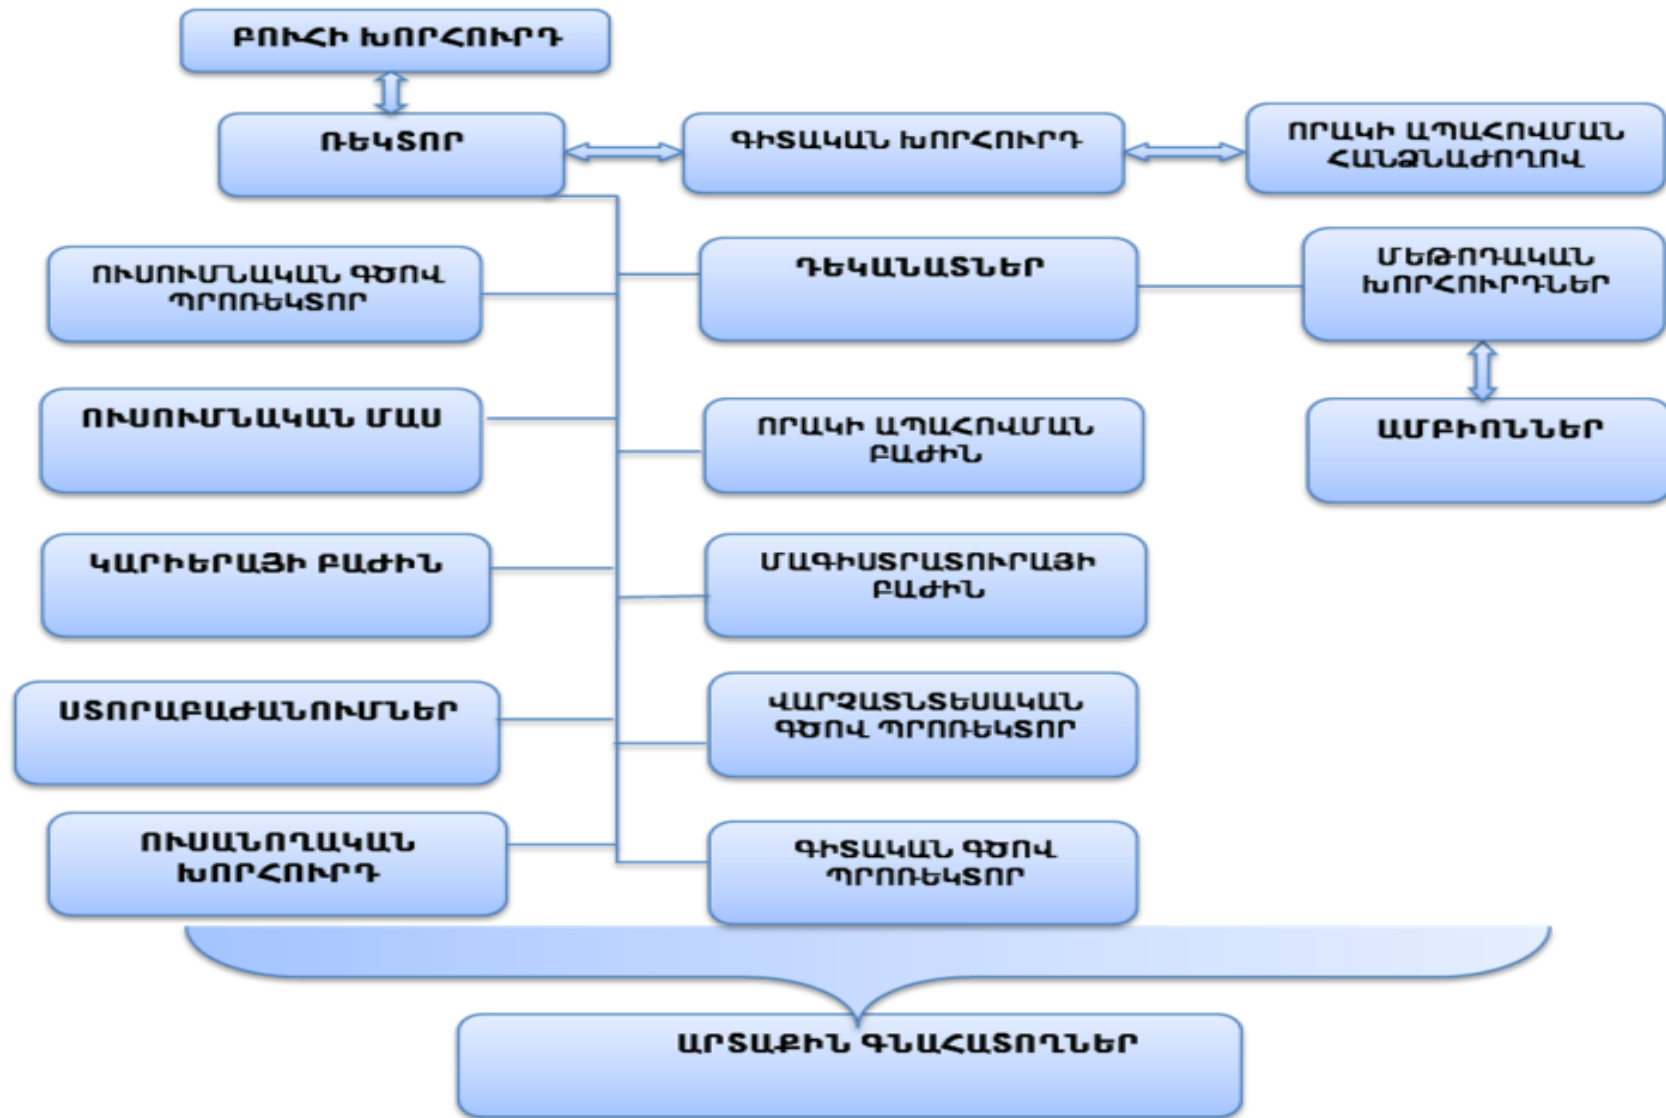 ԲՈՒՀԻ ԽՈՐՀՈՒՐԴ
ՌԵԿՏՈՐ
ԳԻՏԱԿԱՆ ԽՈՐՀՈՒՐԴ
ՈՐԱԿԻ ԱՊԱՀՈՎՄԱՆ
ՀԱՆՁՆԱԺՈՂՈՎ
ՈՒՍՈՒՄՆԱԿԱՆ ԳԾՈՎ
ՊՐՈՌԵԿՏՈՐ
ԴԵԿԱՆԱՏՆԵՐ
ՄԵԹՈԴԱԿԱՆ
ԽՈՐՀՈՒՐԴՆԵՐ
ՈՒՍՈՒՄՆԱԿԱՆ ՄԱՍ
ՈՐԱԿԻ ԱՊԱՀՈՎՄԱՆ
ԲԱԺԻՆ
ԱՄԲԻՈՆՆԵՐ
ԿԱՐԻԵՐԱՅԻ ԲԱԺԻՆ
ՄԱԳԻՍՏՐԱՏՈՒՐԱՅԻ
ԲԱԺԻՆ
ՍՏՈՐԱԲԱԺԱՆՈՒՄՆԵՐ
ՎԱՐՉԱՏՆՏԵՍԱԿԱՆ
ԳԾՈՎ ՊՐՈՌԵԿՏՈՐ
ՈՒՍԱՆՈՂԱԿԱՆ
ԽՈՐՀՈՒՐԴ
ԳԻՏԱԿԱՆ ԳԾՈՎ
ՊՐՈՌԵԿՏՈՐ
ԱՐՏԱՔԻՆ ԳՆԱՀԱՏՈՂՆԵՐ